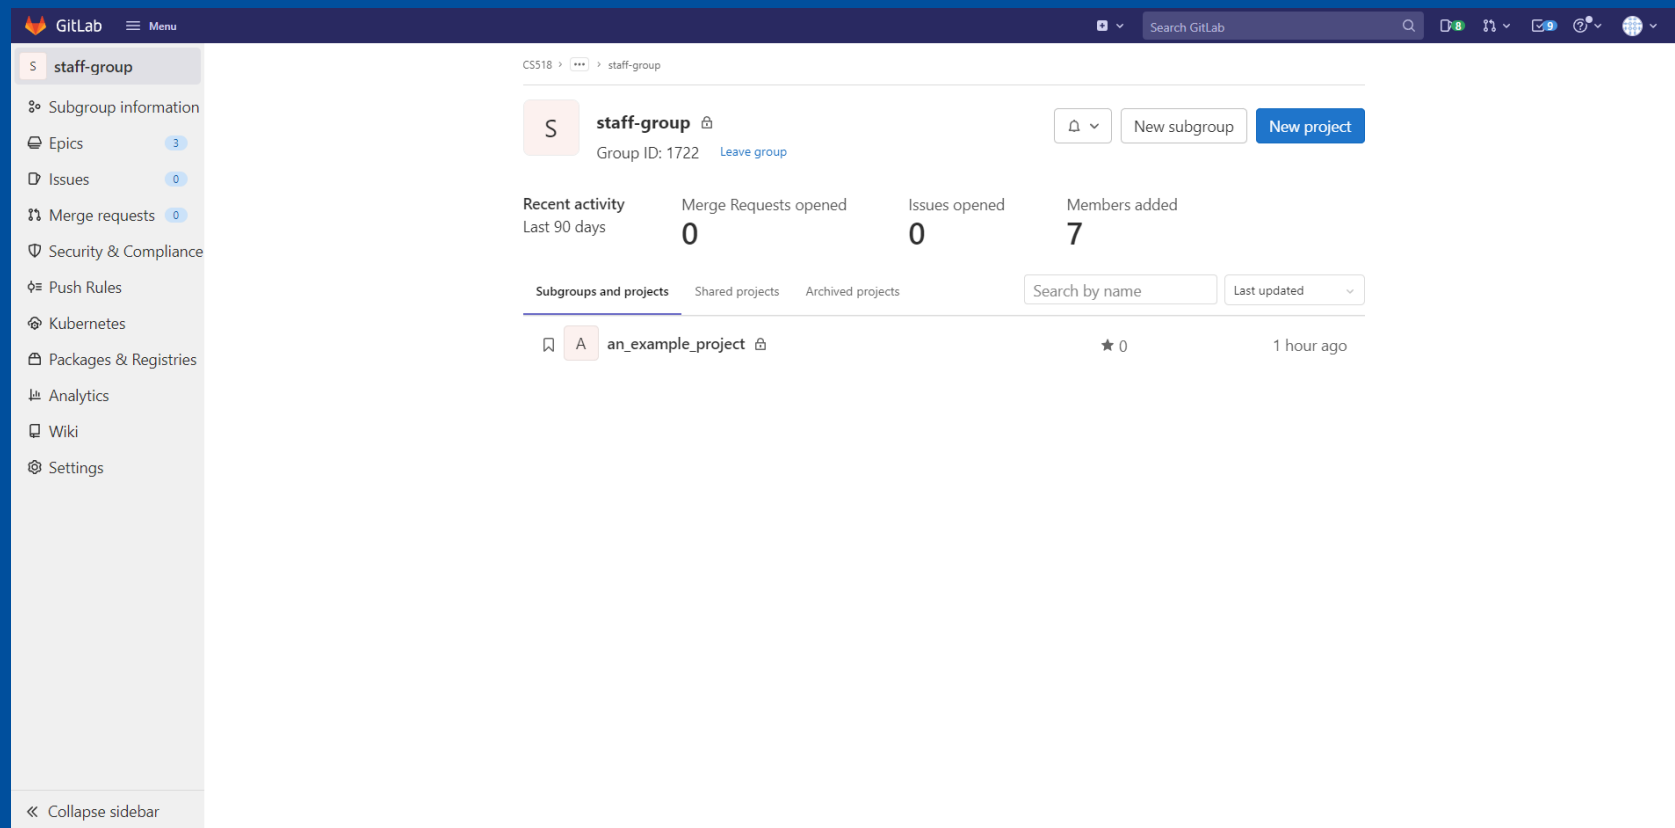 GitLab
Menu
Search GitLab
8
9
S staff-group
Subgroup information
Epics 3
Issues 0
Merge requests 0
Security & Compliance
Push Rules
Kubernetes
Packages & Registries
Analytics
Wiki
Settings
Collapse sidebar
CS518 › ••• › staff-group
S
staff-group
Group ID: 1722 Leave group
New subgroup
New project
Recent activity
Last 90 days
Merge Requests opened
0
Issues opened
0
Members added
7
Subgroups and projects Shared projects Archived projects
Search by name
Last updated
A an_example_project 0 1 hour ago